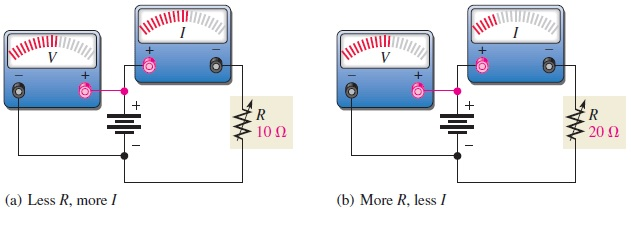 I
V
+ −
− +
+
−
R
10 Ω
(a) Less R, more I
I
V
+ −
− +
+
−
R
20 Ω
(b) More R, less I